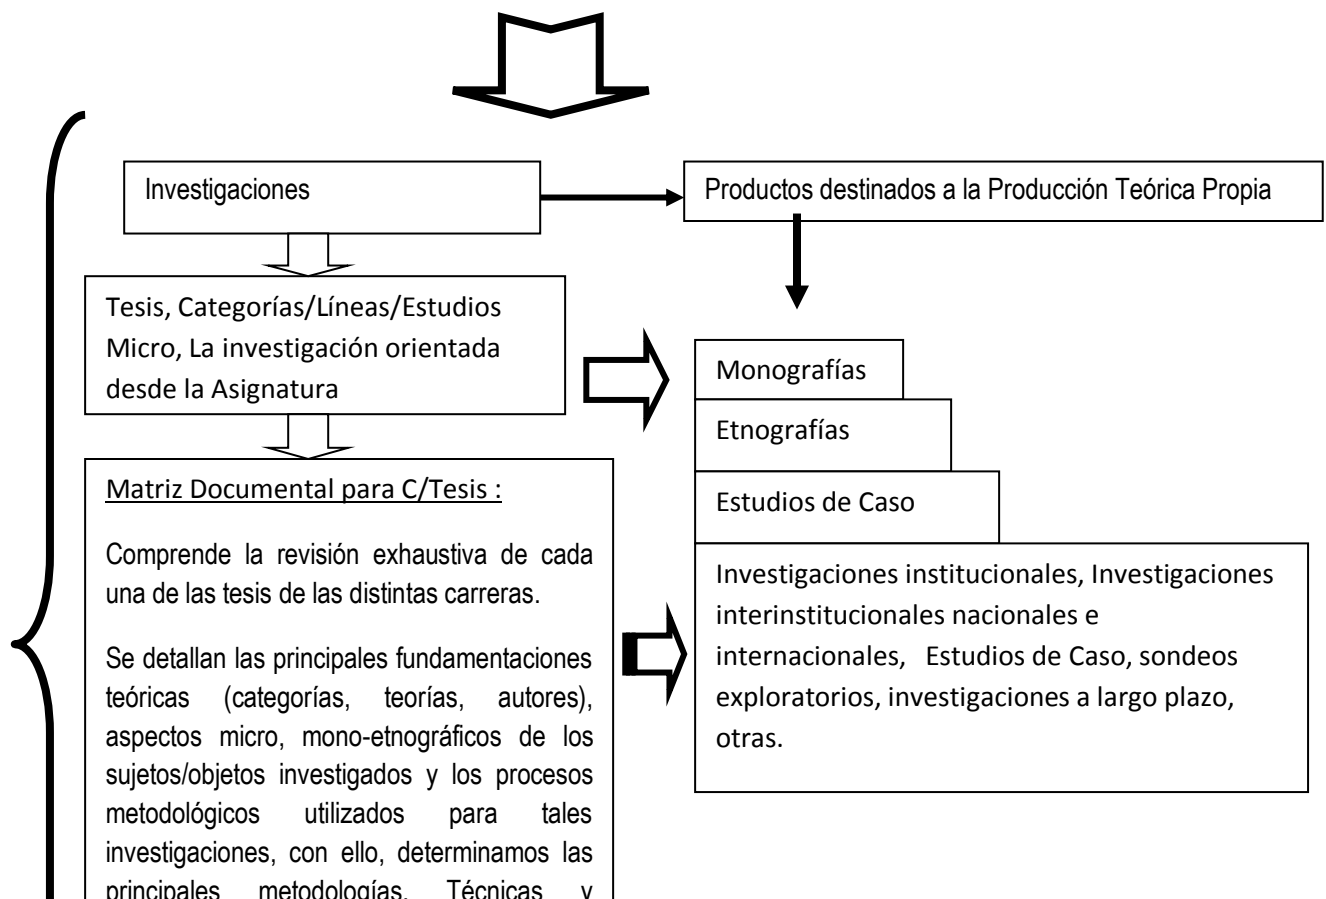 Investigaciones
Productos destinados a la Producción Teórica Propia
Tesis, Categorías/Líneas/Estudios
Micro, La investigación orientada
desde la Asignatura
Monografías
Etnografías
Estudios de Caso
Matriz Documental para C/Tesis :
Comprende la revisión exhaustiva de cada
una de las tesis de las distintas carreras.
Se detallan las principales fundamentaciones
teóricas (categorías, teorías, autores),
aspectos micro, mono-etnográficos de los
sujetos/objetos investigados y los procesos
metodológicos utilizados para tales
investigaciones, con ello, determinamos las
principales metodologías, Técnicas y
Investigaciones institucionales, Investigaciones
interinstitucionales nacionales e
internacionales, Estudios de Caso, sondeos
exploratorios, investigaciones a largo plazo,
otras.